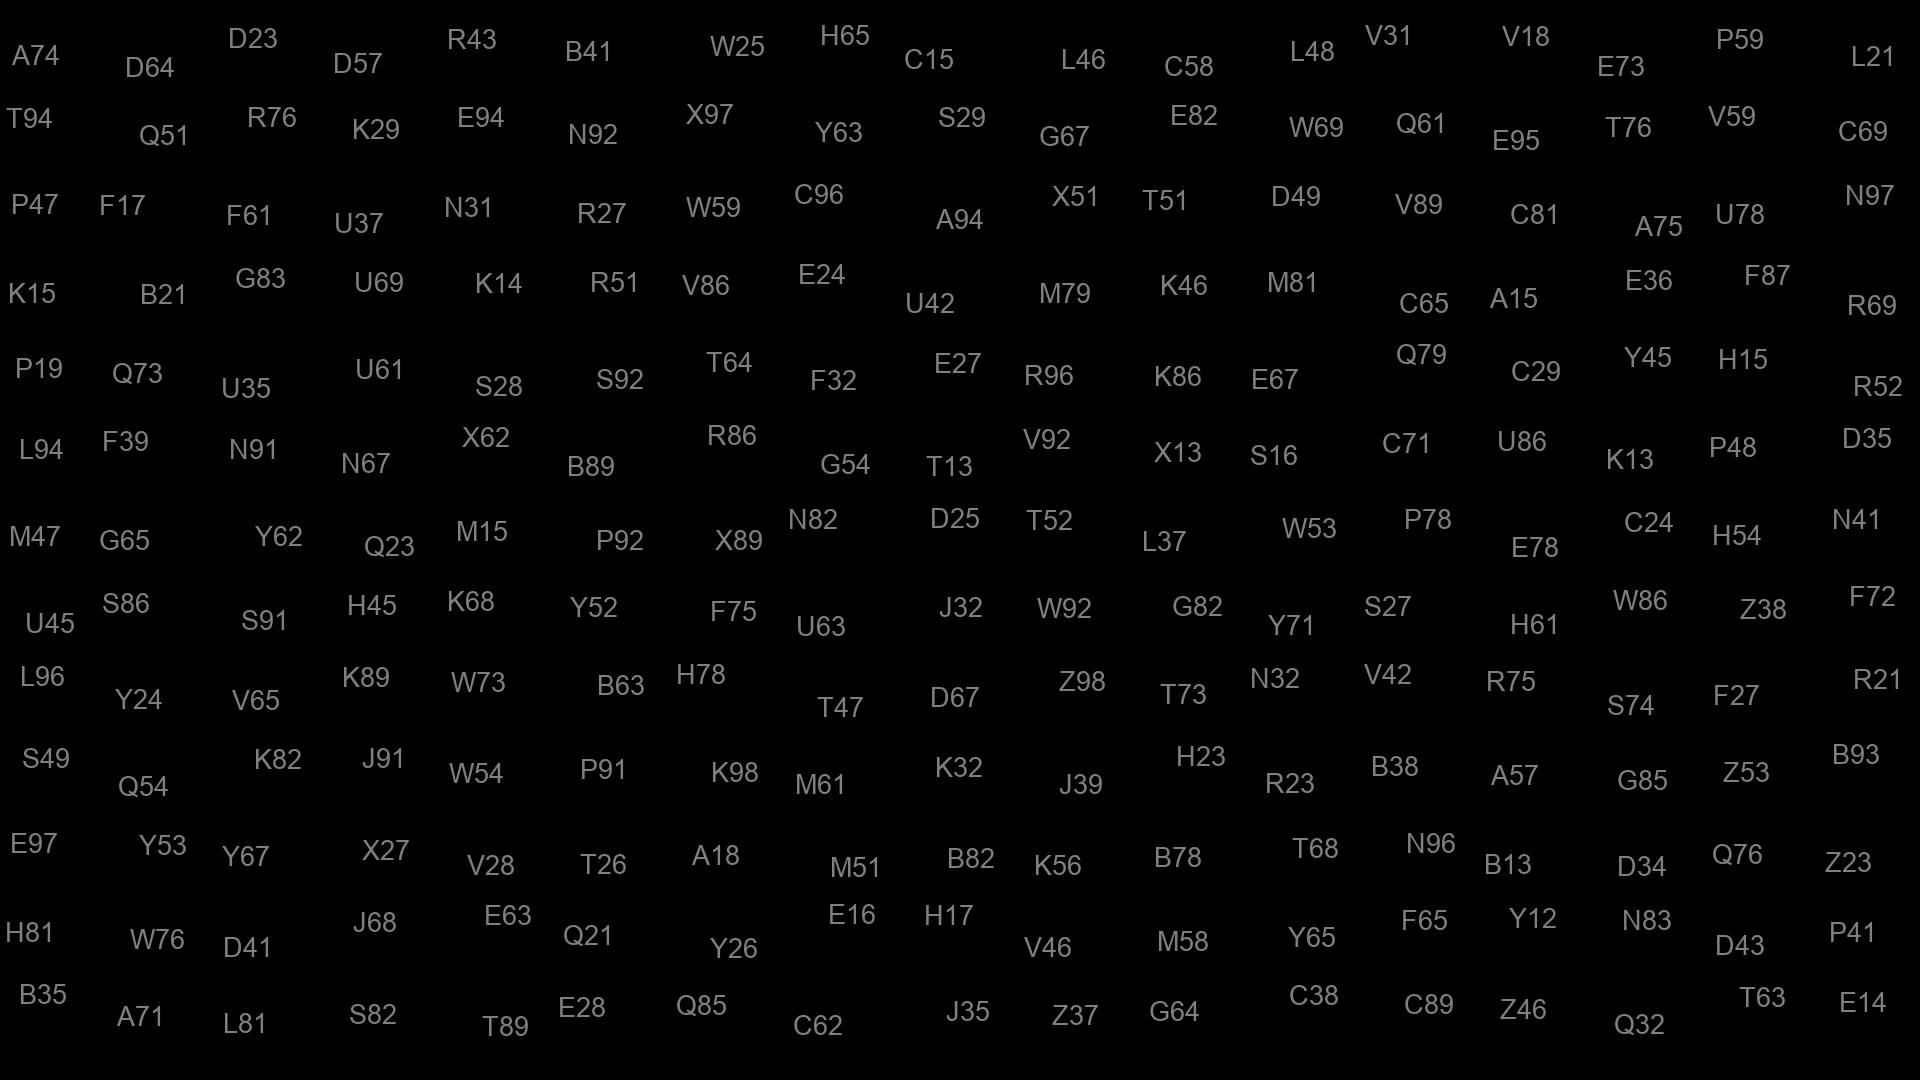 A74 D64 D23 D57 R43 B41 W25 H65 C15 L46 C58 L48 V31 V18 E73 P59 L21
T94 Q51 R76 K29 E94 N92 X97 Y63 S29 G67 E82 W69 Q61 E95 T76 V59 C69
P47 F17 F61 U37 N31 R27 W59 C96 A94 X51 T51 D49 V89 C81 A75 U78 N97
K15 B21 G83 U69 K14 R51 V86 E24 U42 M79 K46 M81 C65 A15 E36 F87 R69
P19 Q73 U35 U61 S28 S92 T64 F32 E27 R96 K86 E67 Q79 C29 Y45 H15 R52
L94 F39 N91 N67 X62 B89 R86 G54 T13 V92 X13 S16 C71 U86 K13 P48 D35
M47 G65 Y62 Q23 M15 P92 X89 N82 D25 T52 L37 W53 P78 E78 C24 H54 N41
U45 S86 S91 H45 K68 Y52 F75 U63 J32 W92 G82 Y71 S27 H61 W86 Z38 F72
L96 Y24 V65 K89 W73 B63 H78 T47 D67 Z98 T73 N32 V42 R75 S74 F27 R21
S49 Q54 K82 J91 W54 P91 K98 M61 K32 J39 H23 R23 B38 A57 G85 Z53 B93
E97 Y53 Y67 X27 V28 T26 A18 M51 B82 K56 B78 T68 N96 B13 D34 Q76 Z23
H81 W76 D41 J68 E63 Q21 Y26 E16 H17 V46 M58 Y65 F65 Y12 N83 D43 P41
B35 A71 L81 S82 T89 E28 Q85 C62 J35 Z37 G64 C38 C89 Z46 Q32 T63 E14